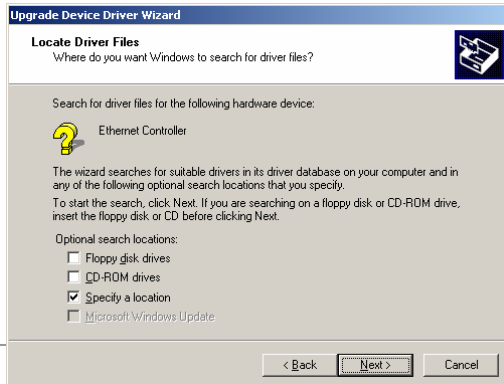 Upgrade Device Driver Wizard
Locate Driver Files
Where do you want Windows to search for driver files?
Search for driver files for the following hardware device:
Ethernet Controller
The wizard searches for suitable drivers in its driver database on your computer and in
any of the following optional search locations that you specify.
To start the search, click Next. If you are searching on a floppy disk or CD-ROM drive,
insert the floppy disk or CD before clicking Next.
Optional search locations:
Floppy disk drives
CD-ROM drives
Specify a location
Microsoft Windows Update
< Back Next > Cancel